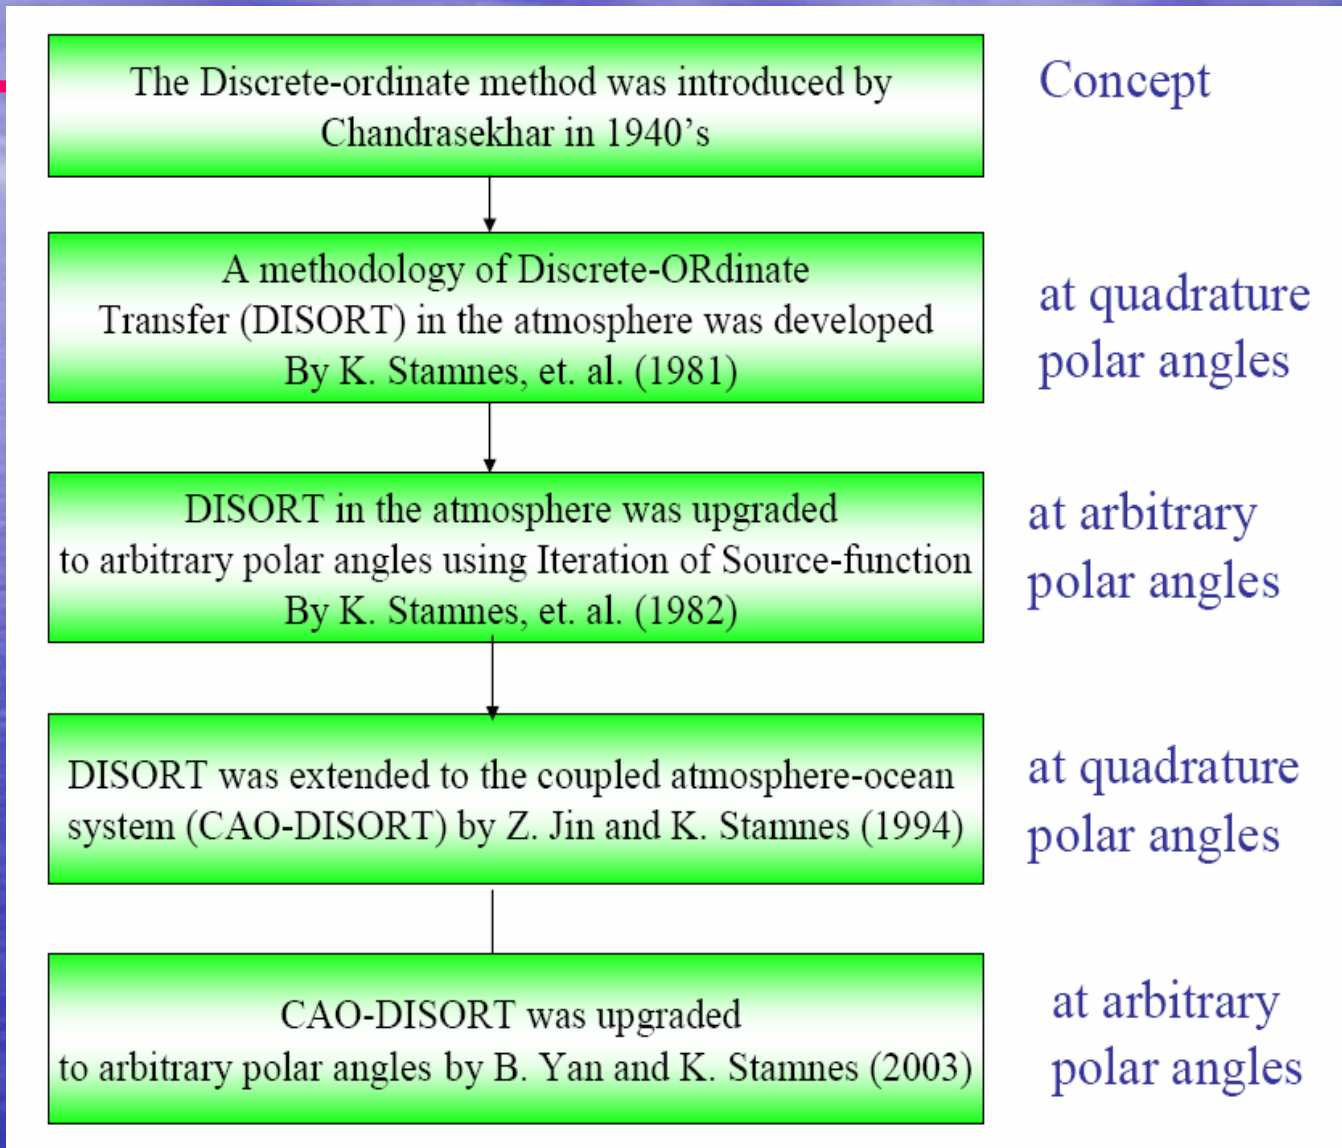 The Discrete-ordinate method was introduced by
Chandrasekhar in 1940's
Concept
A methodology of Discrete-ORdinate
Transfer (DISORT) in the atmosphere was developed
By K. Stamnes, et. al. (1981)
at quadrature
polar angles
DISORT in the atmosphere was upgraded
to arbitrary polar angles using Iteration of Source-function
By K. Stamnes, et. al. (1982)
at arbitrary
polar angles
DISORT was extended to the coupled atmosphere-ocean
system (CAO-DISORT) by Z. Jin and K. Stamnes (1994)
at quadrature
polar angles
CAO-DISORT was upgraded
to arbitrary polar angles by B. Yan and K. Stamnes (2003)
at arbitrary
polar angles